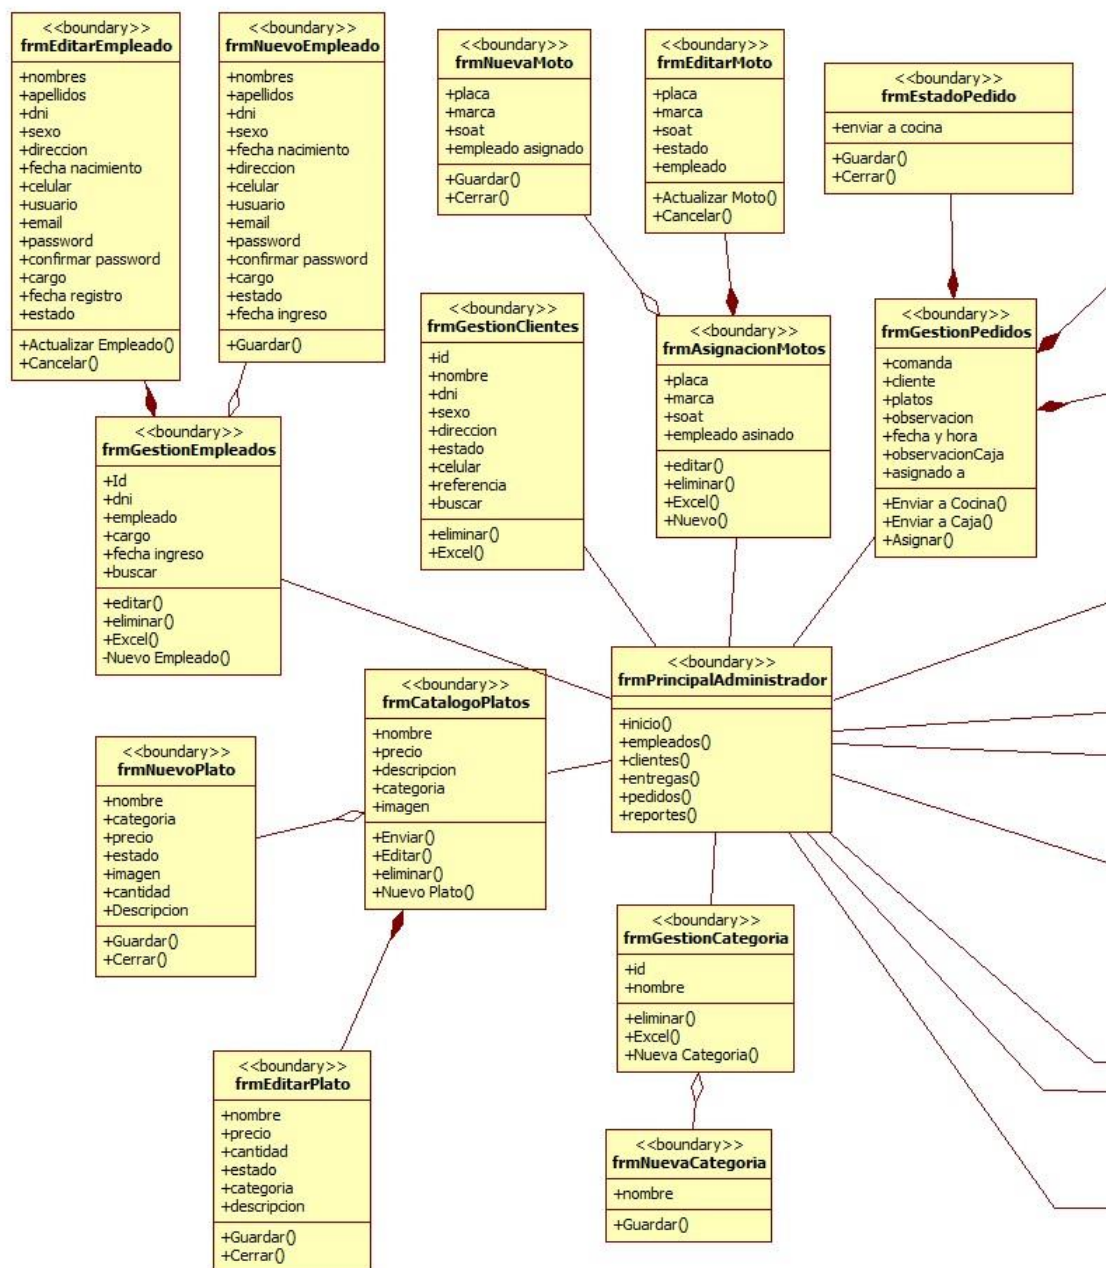 <<boundary>>
frmEditarEmpleado
+nombres
+apellidos
+dni
+sexo
+direccion
+fecha nacimiento
+celular
+usuario
+email
+password
+confirmar password
+cargo
+fecha registro
+estado
+Actualizar Empleado()
+Cancelar()
<<boundary>>
frmNuevoEmpleado
+nombres
+apellidos
+dni
+sexo
+fecha nacimiento
+direccion
+celular
+usuario
+email
+password
+confirmar password
+cargo
+estado
+fecha ingreso
+Guardar()
<<boundary>>
frmNuevaMoto
+placa
+marca
+soat
+empleado asignado
+Guardar()
+Cerrar()
<<boundary>>
frmEditarMoto
+placa
+marca
+soat
+estado
+empleado
+Actualizar Moto()
+Cancelar()
<<boundary>>
frmEstadoPedido
+enviar a cocina
+Guardar()
+Cerrar()
<<boundary>>
frmGestionClientes
+id
+nombre
+dni
+sexo
+direccion
+estado
+celular
+referencia
+buscar
+eliminar()
+Excel()
<<boundary>>
frmAsignacionMotos
+placa
+marca
+soat
+empleado asinado
+editar()
+eliminar()
+Excel()
+Nuevo()
<<boundary>>
frmGestionPedidos
+comanda
+cliente
+platos
+observacion
+fecha y hora
+observacionCaja
+asignado a
+Enviar a Cocina()
+Enviar a Caja()
+Asignar()
<<boundary>>
frmGestionEmpleados
+Id
+dni
+empleado
+cargo
+fecha ingreso
+buscar
+editar()
+eliminar()
+Excel()
-Nuevo Empleado()
<<boundary>>
frmPrincipalAdministrador
+inicio()
+empleados()
+clientes()
+entregas()
+pedidos()
+reportes()
<<boundary>>
frmCatalogoPlatos
+nombre
+precio
+descripcion
+categoria
+imagen
+Enviar()
+Editar()
+eliminar()
+Nuevo Plato()
<<boundary>>
frmNuevoPlato
+nombre
+categoria
+precio
+estado
+imagen
+cantidad
+Descripcion
+Guardar()
+Cerrar()
<<boundary>>
frmGestionCategoria
+id
+nombre
+eliminar()
+Excel()
+Nueva Categoria()
<<boundary>>
frmEditarPlato
+nombre
+precio
+cantidad
+estado
+categoria
+descripcion
+Guardar()
+Cerrar()
<<boundary>>
frmNuevaCategoria
+nombre
+Guardar()